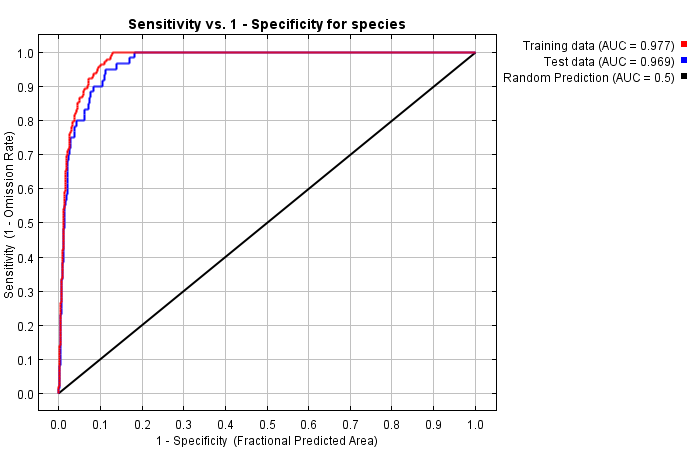 Sensitivity vs. 1 - Specificity for species
Training data (AUC = 0.977)
Test data (AUC = 0.969)
Random Prediction (AUC = 0.5)
Sensitivity (1 - Omission Rate)
1.0
0.9
0.8
0.7
0.6
0.5
0.4
0.3
0.2
0.1
0.0
0.0 0.1 0.2 0.3 0.4 0.5 0.6 0.7 0.8 0.9 1.0
1 - Specificity (Fractional Predicted Area)